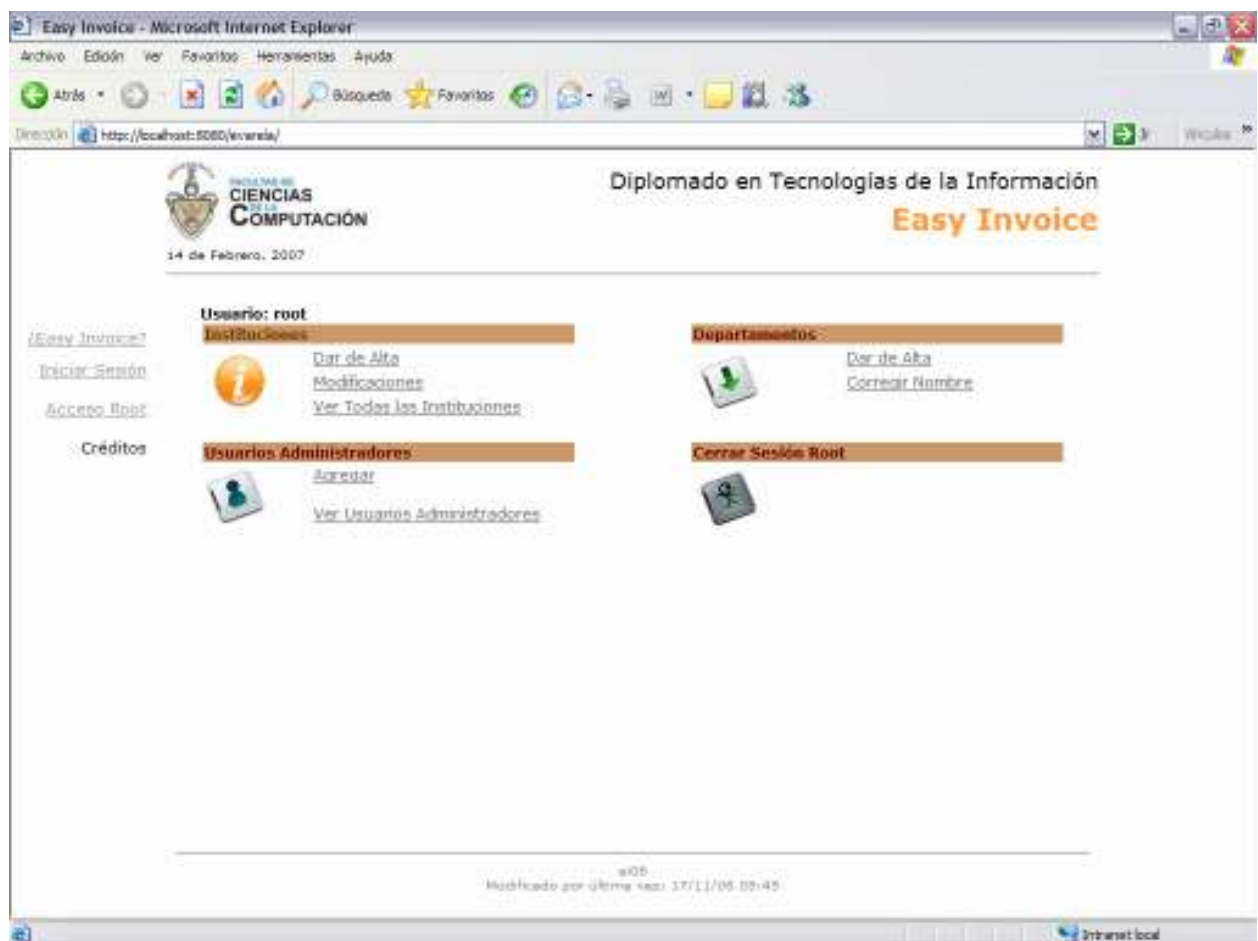 Easy Invoice - Microsoft Internet Explorer
Archivo Edición Ver Favoritos Herramientas Ayuda
Atrás Búsqueda Favoritos
Dirección http://localhost:8080/evarela/ Ir Vínculos
FACULTAD DE
CIENCIAS
DE LA
COMPUTACIÓN
Diplomado en Tecnologías de la Información
Easy Invoice
14 de Febrero, 2007
Usuario: root
¿Easy Invoice?
Iniciar Sesión
Acceso Root
Créditos
Instituciones
Dar de Alta
Modificaciones
Ver Todas las Instituciones
Departamentos
Dar de Alta
Corregir Nombre
Usuarios Administradores
Agregar
Ver Usuarios Administradores
Cerrar Sesión Root
Modificado por última vez: 17/11/06
Intranet local